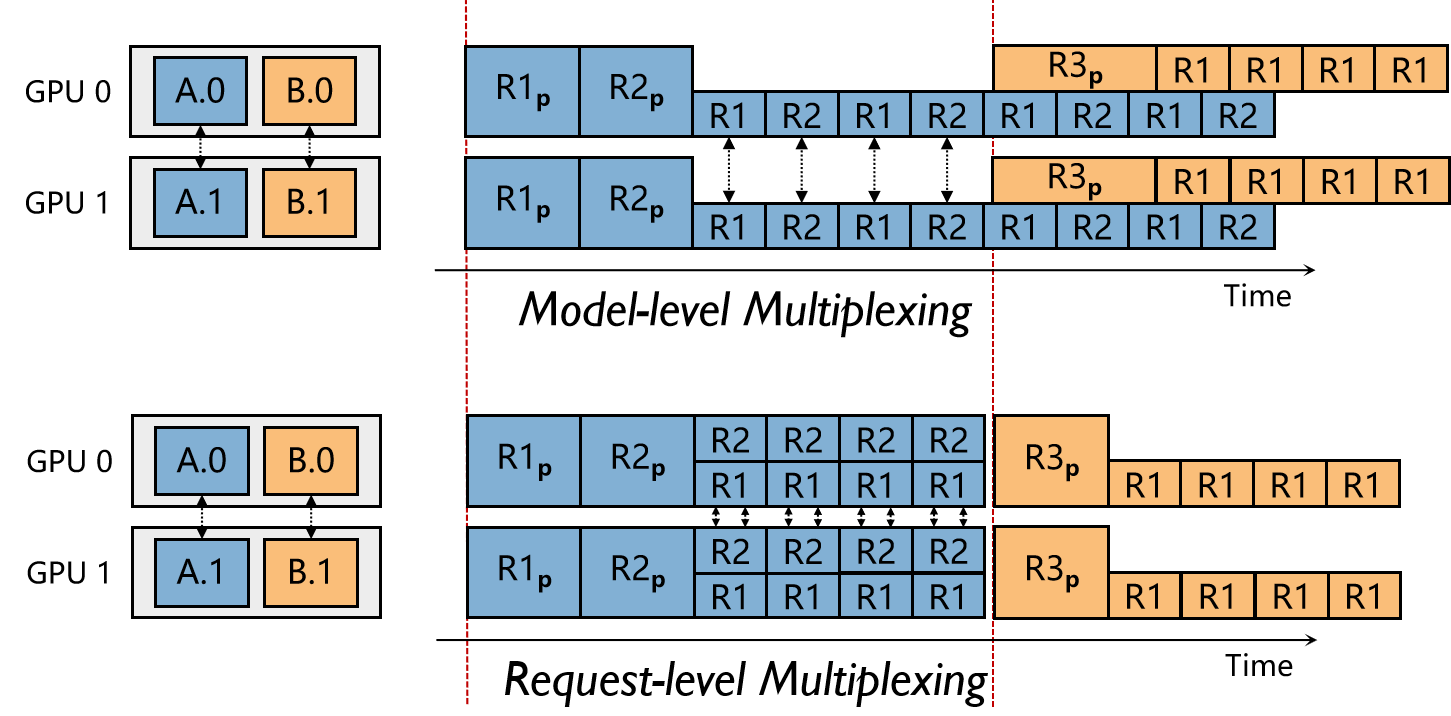 GPU 0 A.0 B.0 R1p R2p R3p R1 R1 R1 R1
R1 R2 R1 R2 R1 R2 R1 R2
GPU 1 A.1 B.1 R1p R2p R3p R1 R1 R1 R1
R1 R2 R1 R2 R1 R2 R1 R2
Time
Model-level Multiplexing
GPU 0 A.0 B.0 R1p R2p R2 R2 R2 R2 R3p
R1 R1 R1 R1 R1 R1 R1 R1
GPU 1 A.1 B.1 R1p R2p R2 R2 R2 R2 R3p
R1 R1 R1 R1 R1 R1 R1 R1
Time
Request-level Multiplexing